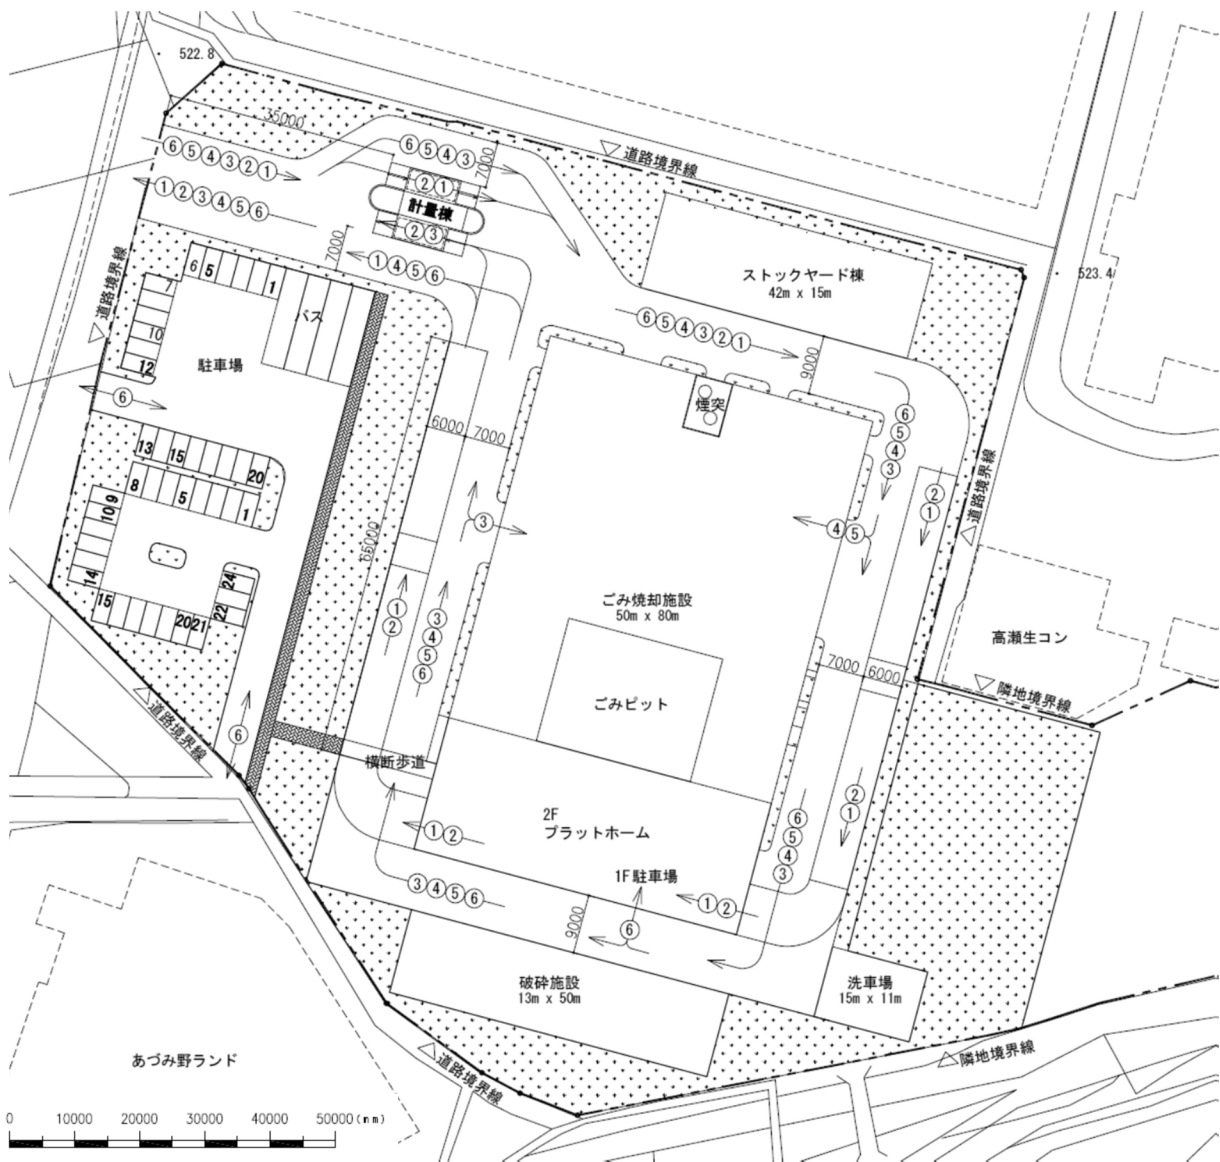 522.8
35000
⑥⑤④③
7000
道路境界線
⑥⑤④③②①
②①
①②③④⑤⑥
計量棟
②③
7000
①④⑤⑥
523.4
ストックヤード棟
42m x 15m
道路境界線
6 5 1
7
バス
10
12
駐車場
⑥⑤④③②①
9000
⑥
煙突
⑥
⑤
④
③
6000 7000
13 15 20
8 5 1
9
10
14
15
20 21
22
24
②
①
道路境界線
③
④⑤
65000
ごみ焼却施設
50m x 80m
①
②
③
④
⑤
⑥
高瀬生コン
7000 6000
隣地境界線
ごみピット
道路境界線
⑥
横断歩道
②
①
2F
プラットホーム
①②
⑥
⑤
④
③
1F駐車場
③④⑤⑥
①②
9000
⑥
破砕施設
13m x 50m
洗車場
15m x 11m
あづみ野ランド
道路境界線
隣地境界線
0 10000 20000 30000 40000 50000(mm)